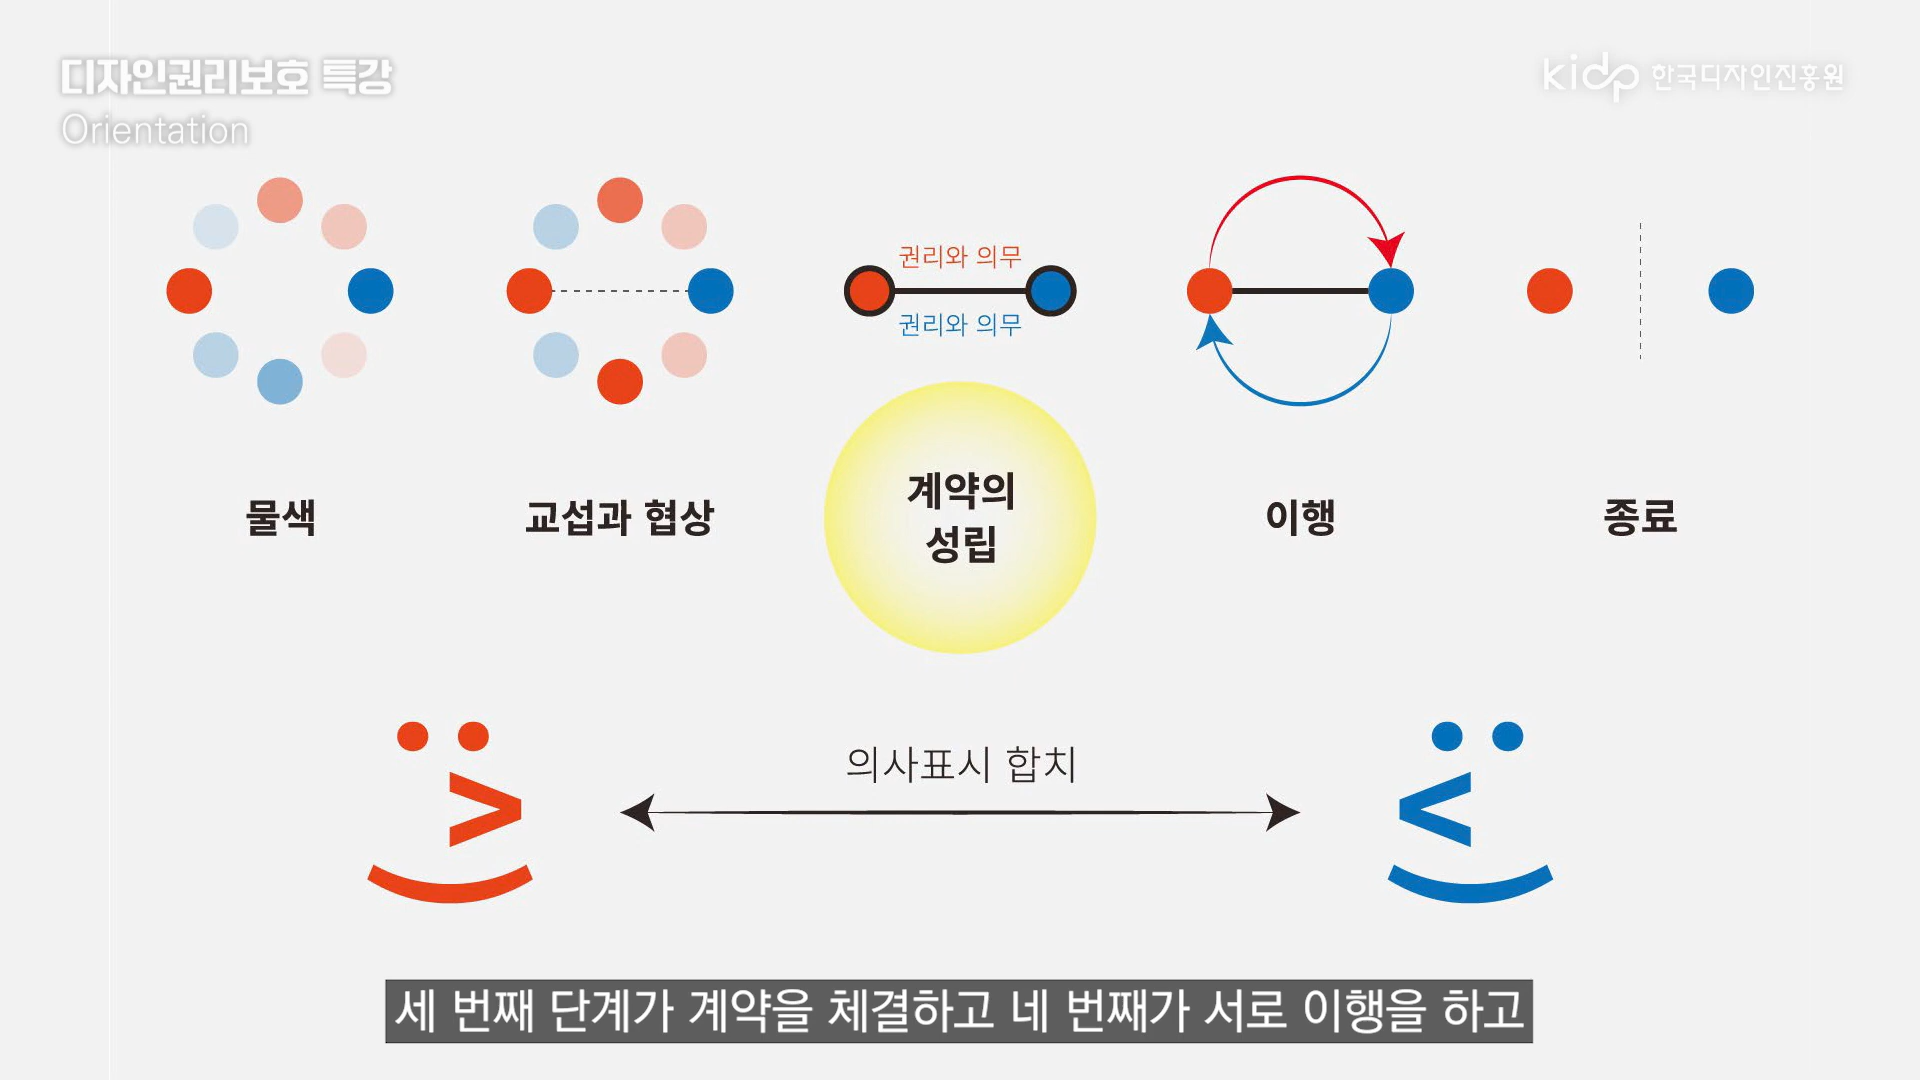 디자인권리보호 특강
Orientation
kidp 한국디자인진흥원
권리와 의무
권리와 의무
물색
교섭과 협상
계약의
성립
이행
종료
의사표시 합치
세 번째 단계가 계약을 체결하고 네 번째가 서로 이행을 하고